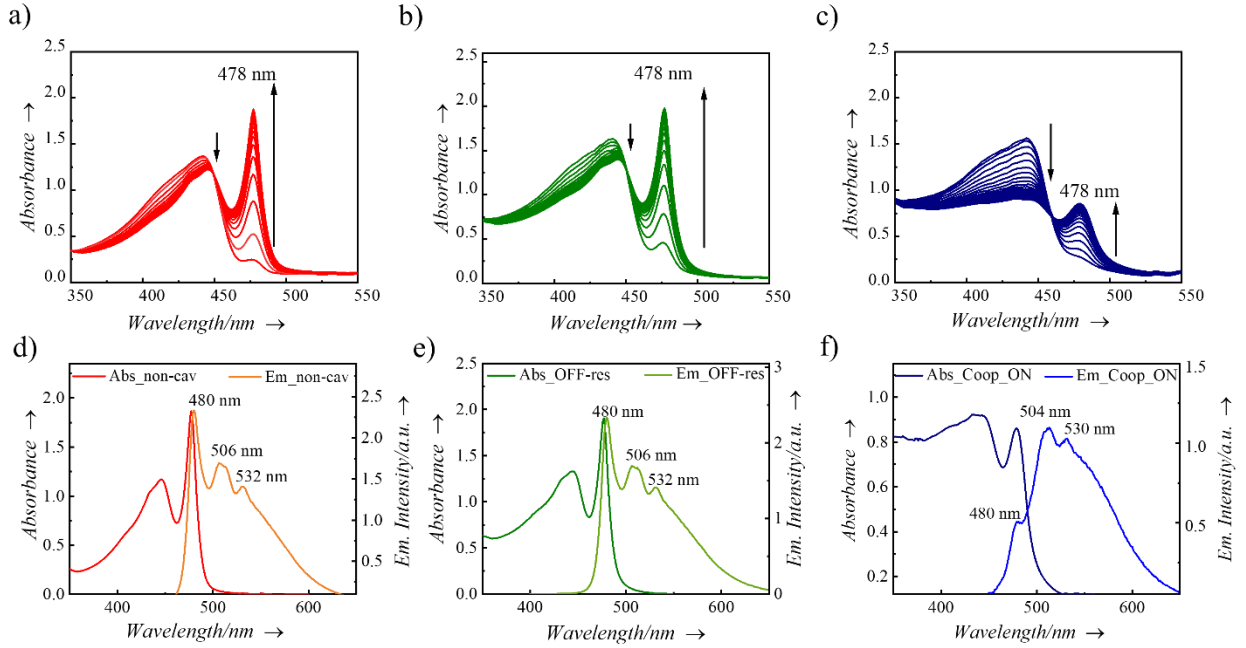 a)
478 nm
2.5
2.0
1.5
1.0
0.5
0.0
Absorbance →
350 400 450 500 550
Wavelength/nm →
b)
478 nm
2.5
2.0
1.5
1.0
0.5
0.0
Absorbance →
350 400 450 500 550
Wavelength/nm →
c)
478 nm
2.5
2.0
1.5
1.0
0.5
0.0
Absorbance →
350 400 450 500 550
Wavelength/nm →
d)
Abs_non-cav Em_non-cav
480 nm
506 nm
532 nm
2.0
1.5
1.0
0.5
0.0
Absorbance →
2.5
2.0
1.5
1.0
0.5
Em. Intensity/a.u. →
400 500 600
Wavelength/nm →
e)
Abs_OFF-res Em_OFF-res
480 nm
506 nm
532 nm
2.5
2.0
1.5
1.0
0.5
0.0
Absorbance →
3
2
1
0
Em. Intensity/a.u. →
400 500 600
Wavelength/nm →
f)
Abs_Coop_ON Em_Coop_ON
504 nm
530 nm
480 nm
1.0
0.8
0.6
0.4
0.2
Absorbance →
1.5
1.0
0.5
Em. Intensity/a.u. →
400 500 600
Wavelength/nm →